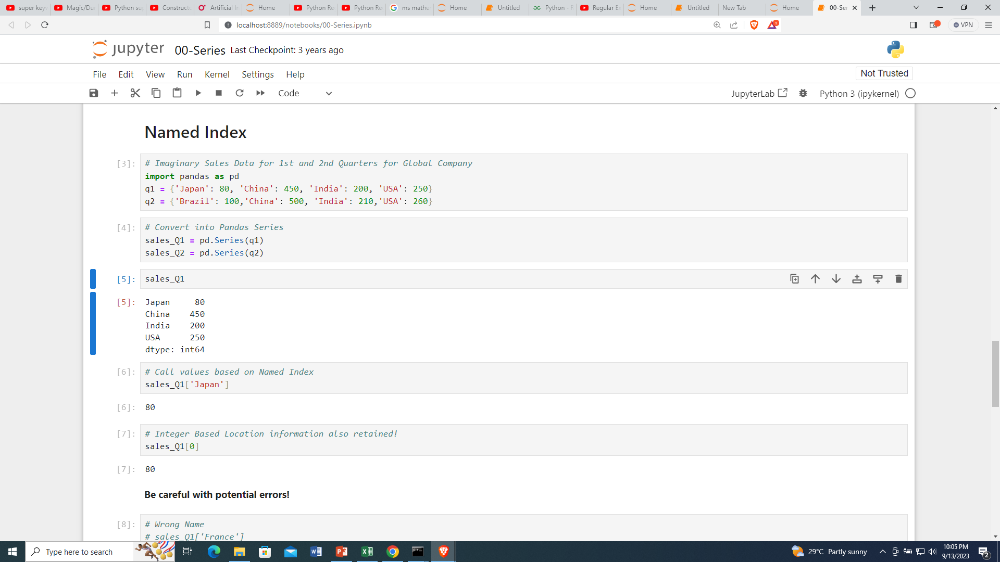 super keyw
Magic/Dun
Python sup
Constructo
Artificial In
Home
Python Re
Python Re
ms mather
Home
Untitled
Python - R
Regular Ex
Home
Untitled
New Tab
Home
00-Ser
localhost:8889/notebooks/00-Series.ipynb
1
VPN
jupyter 00-Series Last Checkpoint: 3 years ago
File Edit View Run Kernel Settings Help
Not Trusted
Code
JupyterLab
Python 3 (ipykernel)
Named Index
[3]: # Imaginary Sales Data for 1st and 2nd Quarters for Global Company
import pandas as pd
q1 = {'Japan': 80, 'China': 450, 'India': 200, 'USA': 250}
q2 = {'Brazil': 100,'China': 500, 'India': 210,'USA': 260}
[4]: # Convert into Pandas Series
sales_Q1 = pd.Series(q1)
sales_Q2 = pd.Series(q2)
[5]: sales_Q1
[5]: Japan 80
China 450
India 200
USA 250
dtype: int64
[6]: # Call values based on Named Index
sales_Q1['Japan']
[6]: 80
[7]: # Integer Based Location information also retained!
sales_Q1[0]
[7]: 80
Be careful with potential errors!
[8]: # Wrong Name
# sales_Q1['France']
Type here to search
29°C Partly sunny
10:05 PM
9/13/2023
2